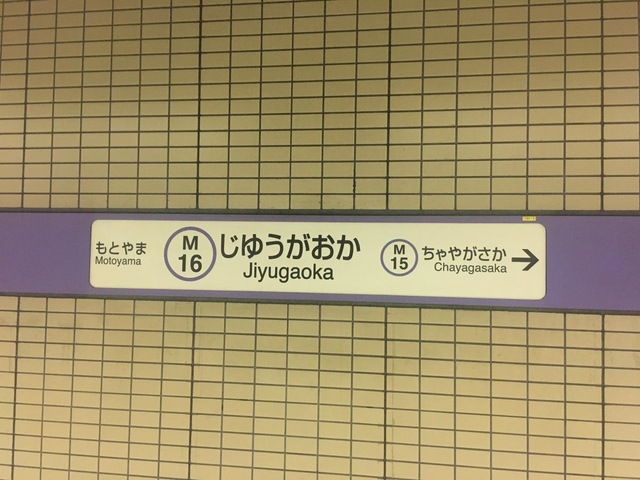 もとやま
Motoyama
M
16
じゆうがおか
Jiyugaoka
M
15
ちゃやがさか
Chayagasaka
→